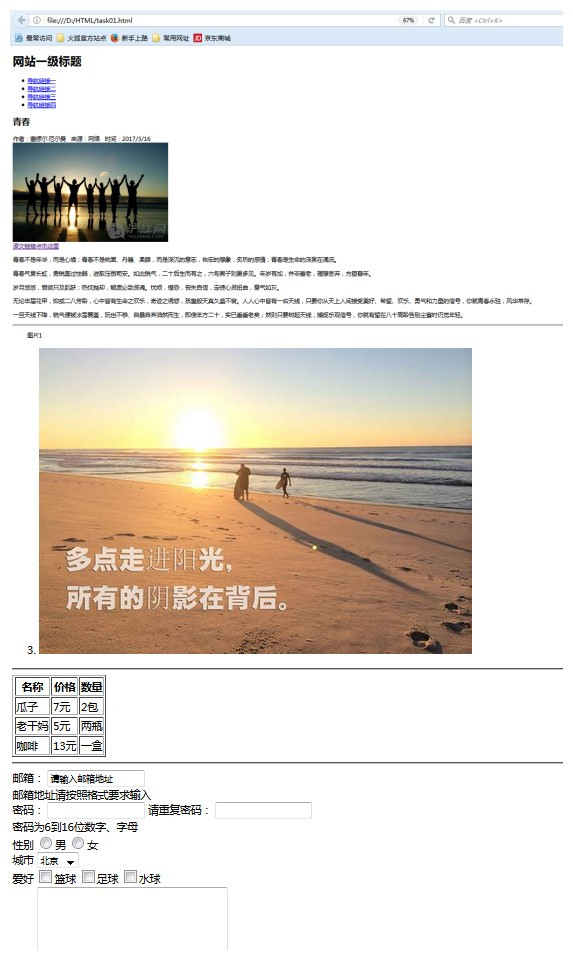 file:///D:/HTML/task01.html
67%
百度 <Ctrl+K>
最常访问 火狐官方站点 新手上路 常用网址 京东商城
网站一级标题
导航链接一
导航链接二
导航链接三
导航链接四
青春
作者：塞缪尔·厄尔曼 来源：网络 时间：2017/3/16
沪江网
原文链接点击这里
青春不是年华，而是心境；青春不是桃面、丹唇、柔膝，而是深沉的意志，恢宏的想象，炙热的感情；青春是生命的深泉在涌流。
青春气贯长虹，勇锐盖过怯弱，进取压倒苟安。如此锐气，二十后生而有之，六旬男子则更多见。年岁有加，并非垂老，理想丢弃，方堕暮年。
岁月悠悠，衰微只及肌肤；热忱抛却，颓废必致灵魂。忧烦，惶恐，丧失自信，定使心灵扭曲，意气如灰。
无论年届花甲，抑或二八芳龄，心中皆有生命之欢乐，奇迹之诱惑，孩童般天真久盛不衰。人人心中皆有一台天线，只要你从天上人间接受美好、希望、欢乐、勇气和力量的信号，你就青春永驻，风华常存。
一旦天线下降，锐气便被冰雪覆盖，玩世不恭、自暴自弃油然而生，即使年方二十，实已垂垂老矣；然则只要树起天线，捕捉乐观信号，你就有望在八十高龄告别尘寰时仍觉年轻。
图片1
多点走进阳光，
所有的阴影在背后。
3.
名称 价格 数量
瓜子 7元 2包
老干妈 5元 两瓶
咖啡 13元 一盒
邮箱： 请输入邮箱地址
邮箱地址请按照格式要求输入
密码： 请重复密码：
密码为6到16位数字、字母
性别 男 女
城市 北京
爱好 篮球 足球 水球